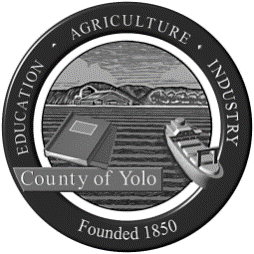 EDUCATION • AGRICULTURE • INDUSTRY
County of Yolo
Founded 1850